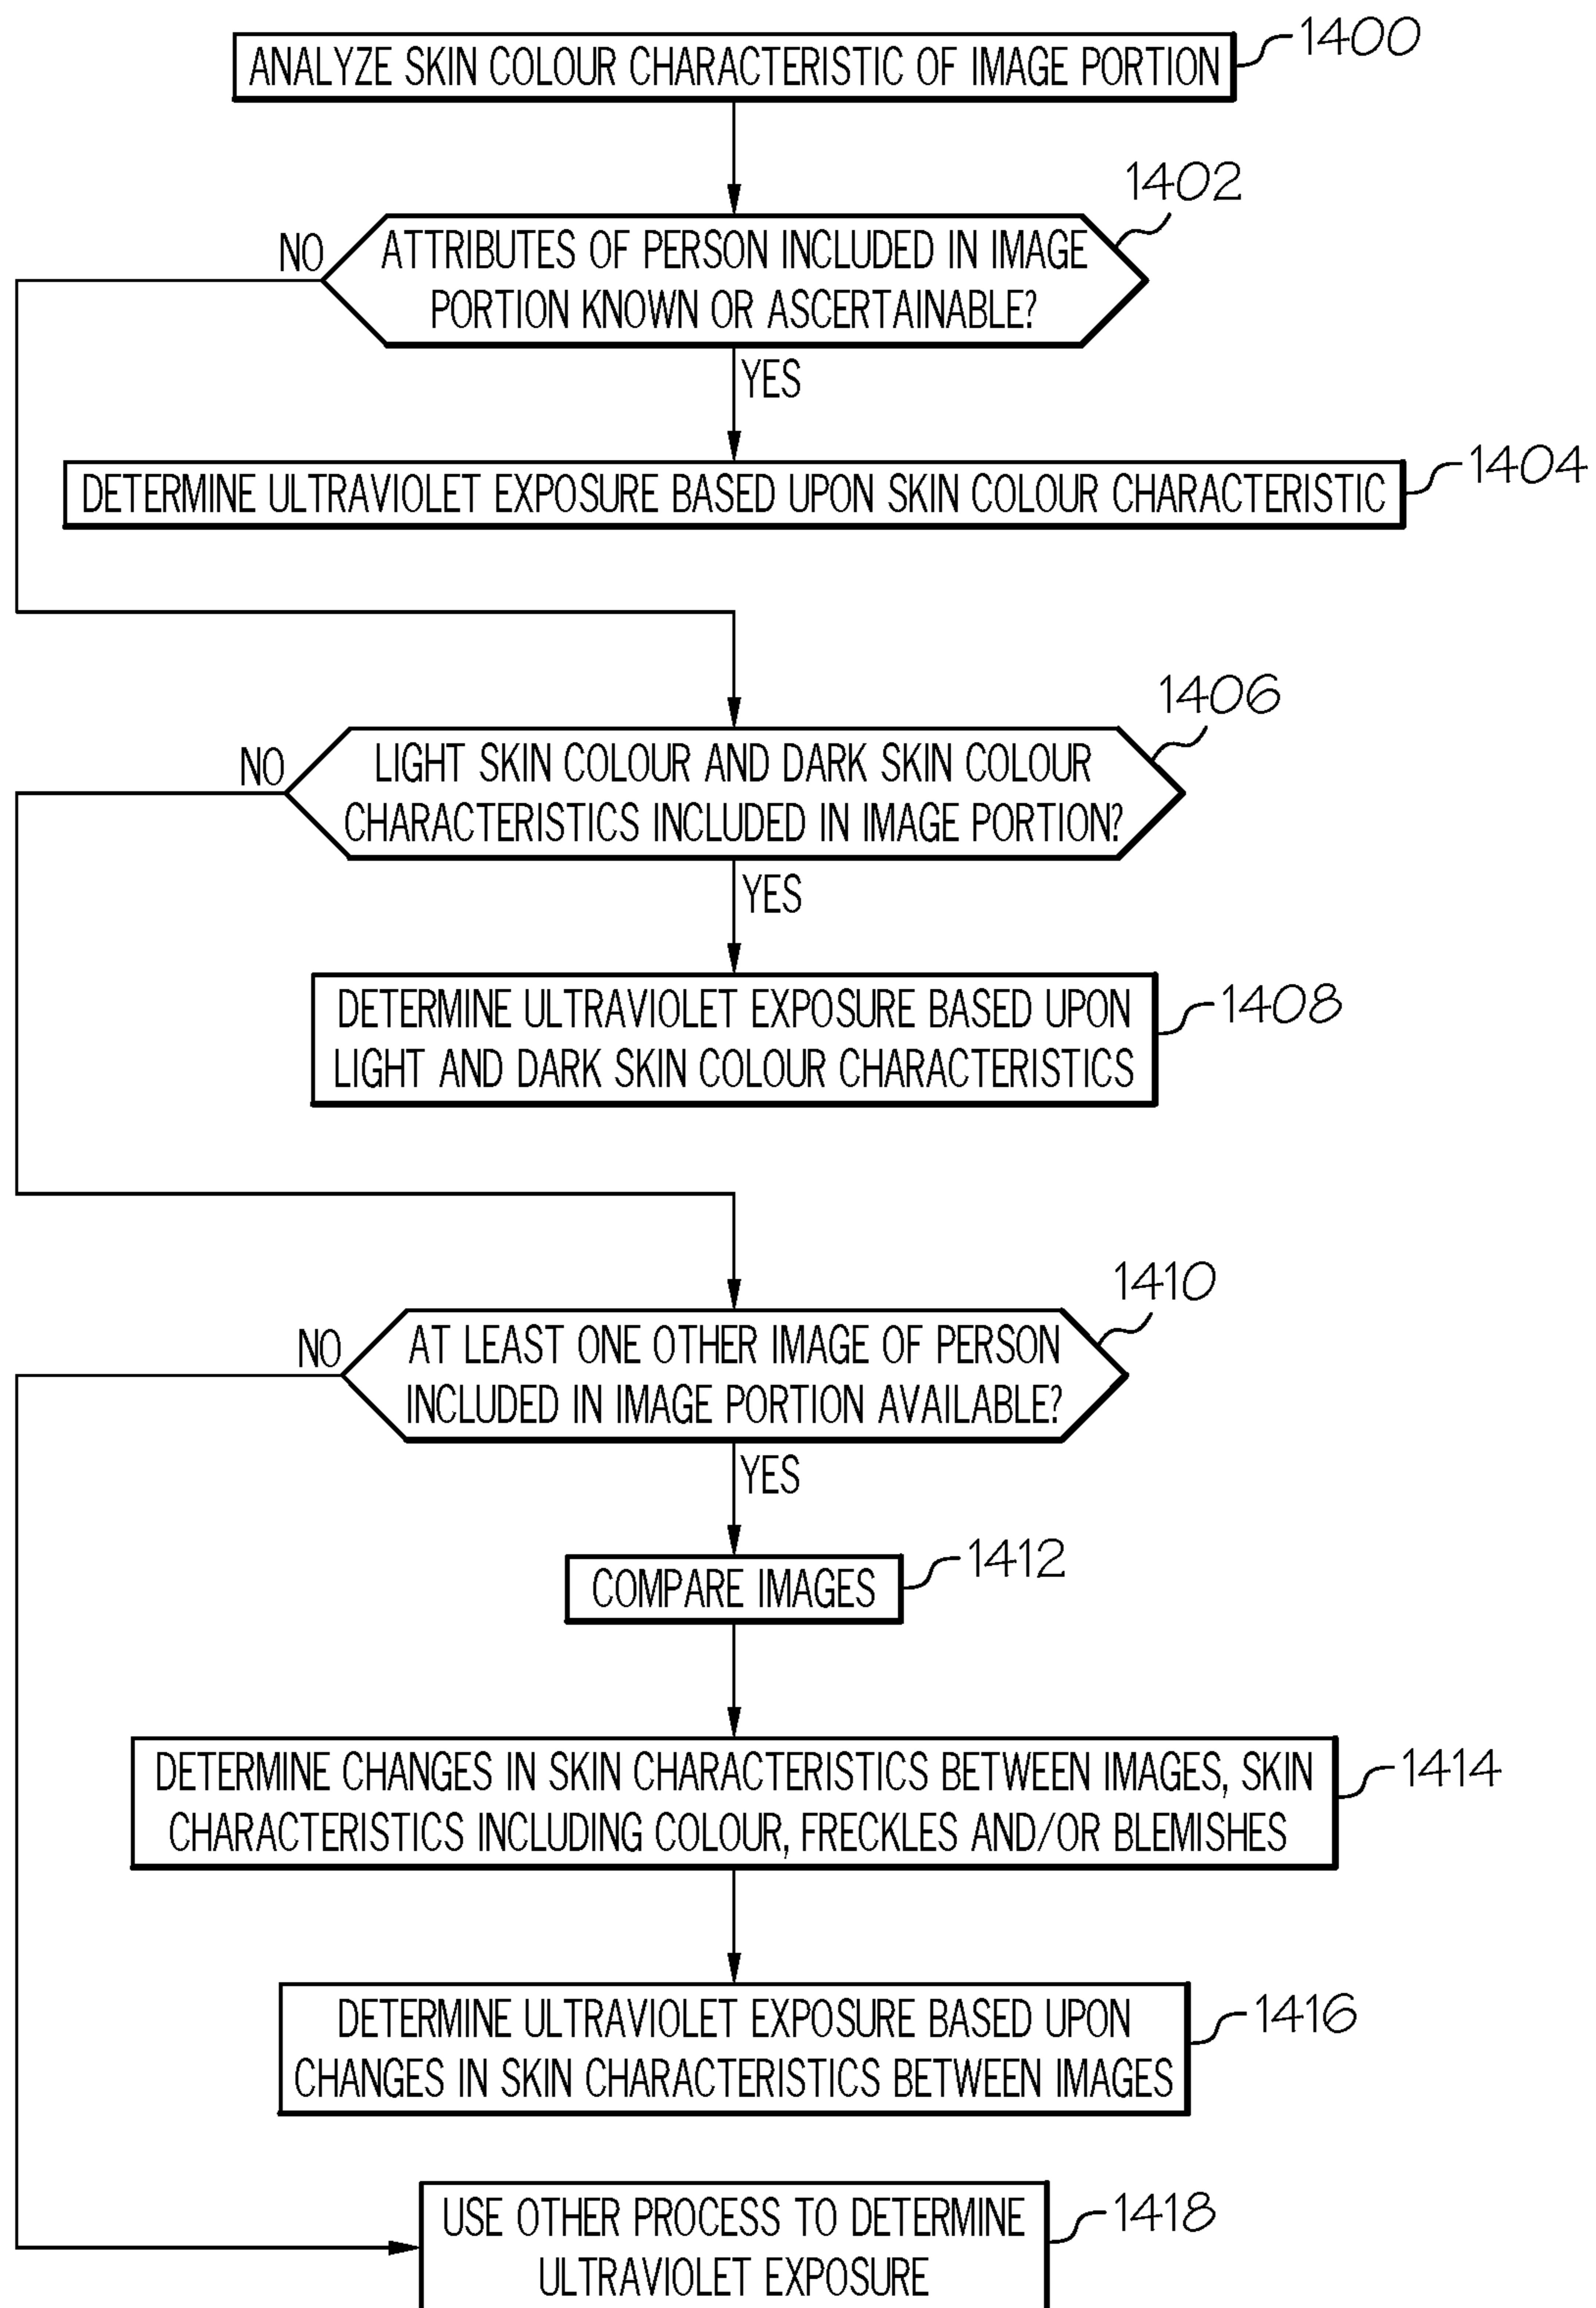 ANALYZE SKIN COLOUR CHARACTERISTIC OF IMAGE PORTION
1400
1402
NO
ATTRIBUTES OF PERSON INCLUDED IN IMAGE
PORTION KNOWN OR ASCERTAINABLE?
YES
DETERMINE ULTRAVIOLET EXPOSURE BASED UPON SKIN COLOUR CHARACTERISTIC
1404
1406
NO
LIGHT SKIN COLOUR AND DARK SKIN COLOUR
CHARACTERISTICS INCLUDED IN IMAGE PORTION?
YES
DETERMINE ULTRAVIOLET EXPOSURE BASED UPON
LIGHT AND DARK SKIN COLOUR CHARACTERISTICS
1408
1410
NO
AT LEAST ONE OTHER IMAGE OF PERSON
INCLUDED IN IMAGE PORTION AVAILABLE?
YES
COMPARE IMAGES
1412
DETERMINE CHANGES IN SKIN CHARACTERISTICS BETWEEN IMAGES, SKIN
CHARACTERISTICS INCLUDING COLOUR, FRECKLES AND/OR BLEMISHES
1414
DETERMINE ULTRAVIOLET EXPOSURE BASED UPON
CHANGES IN SKIN CHARACTERISTICS BETWEEN IMAGES
1416
USE OTHER PROCESS TO DETERMINE
ULTRAVIOLET EXPOSURE
1418